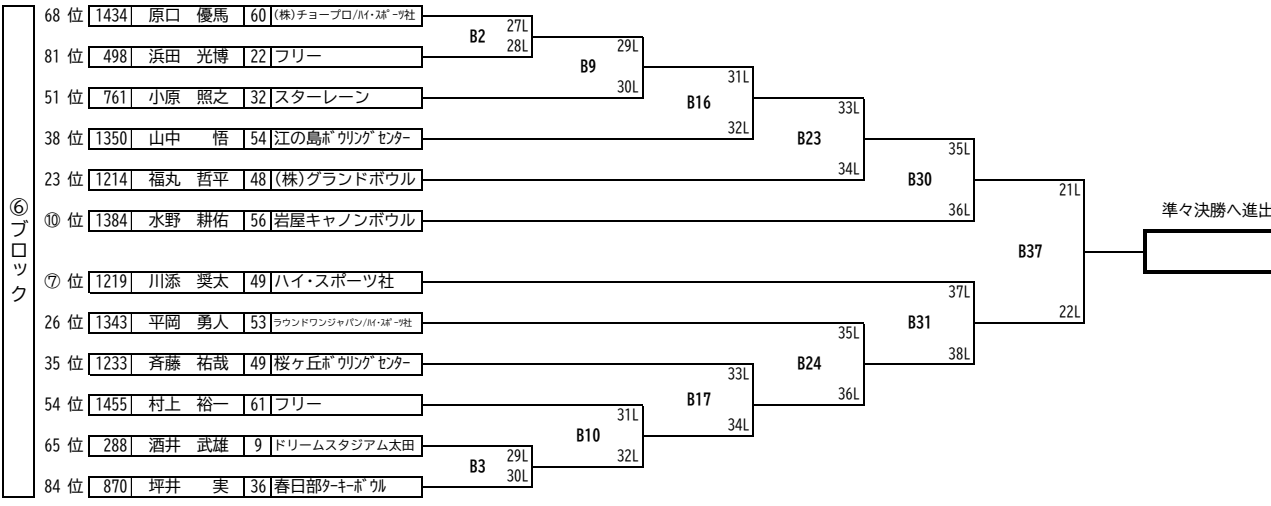 ⑥ブロック
68 位 1434 原口 優馬 60 (株)チョープロ/ハイ・スポーツ社
27L
B2
28L
81 位 498 浜田 光博 22 フリー
29L
B9
30L
51 位 761 小原 照之 32 スターレーン
31L
B16
32L
38 位 1350 山中 悟 54 江の島ボウリングセンター
33L
B23
34L
23 位 1214 福丸 哲平 48 (株)グランドボウル
35L
B30
36L
⑩ 位 1384 水野 耕佑 56 岩屋キャノンボウル
21L
B37
22L
準々決勝へ進出
⑦ 位 1219 川添 奨太 49 ハイ・スポーツ社
37L
B31
38L
26 位 1343 平岡 勇人 53 ラウンドワンジャパン/ハイ・スポーツ社
35L
B24
36L
35 位 1233 斉藤 祐哉 49 桜ヶ丘ボウリングセンター
33L
B17
34L
54 位 1455 村上 裕一 61 フリー
31L
B10
32L
65 位 288 酒井 武雄 9 ドリームスタジアム太田
29L
B3
30L
84 位 870 坪井 実 36 春日部ターキーボウル